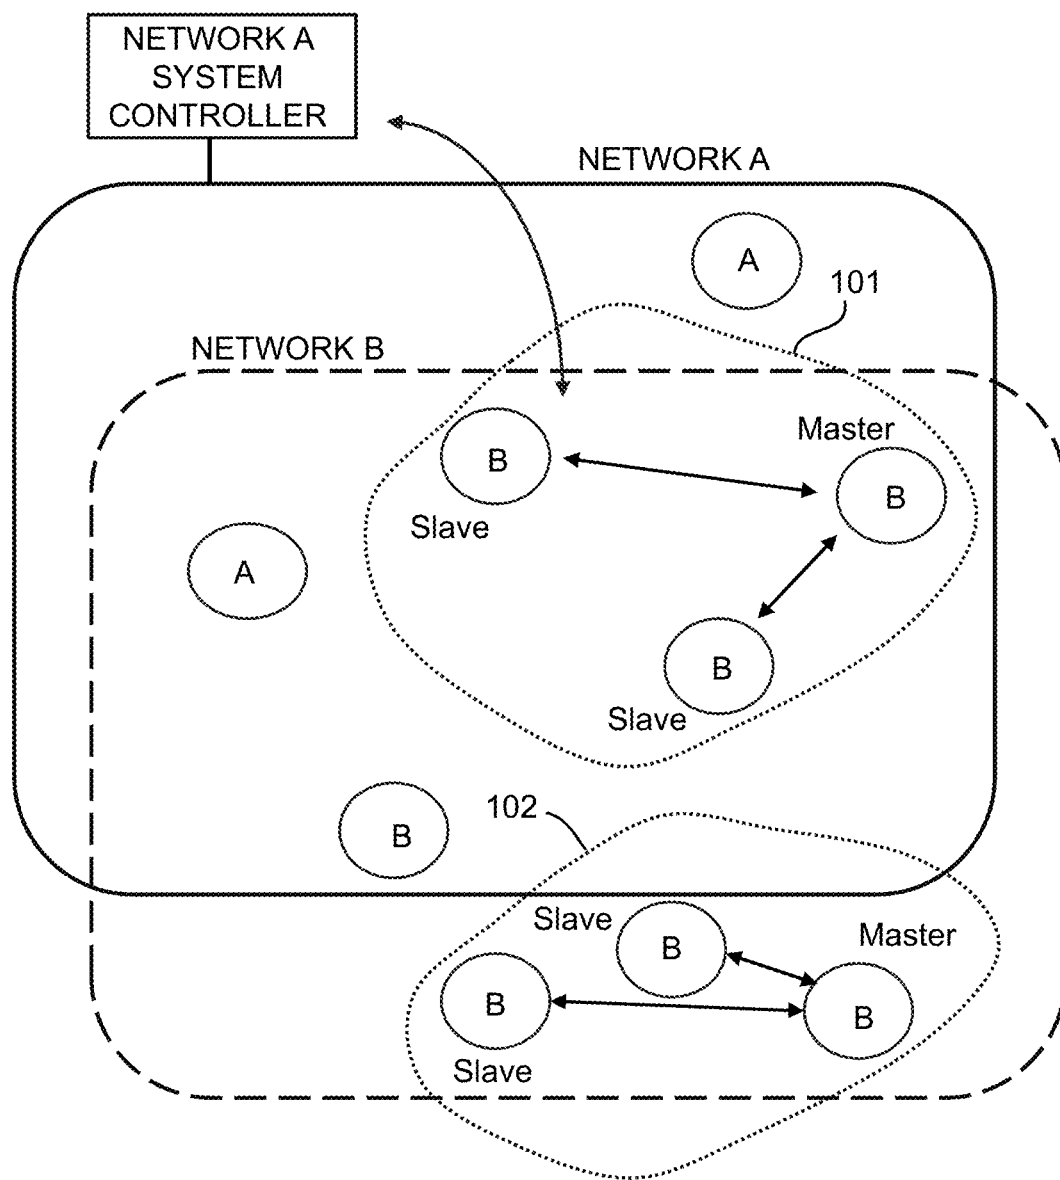 NETWORK A
SYSTEM
CONTROLLER
NETWORK A
A
101
NETWORK B
Master
B
B
Slave
A
B
Slave
102
B
Slave
B
Master
B
B
Slave